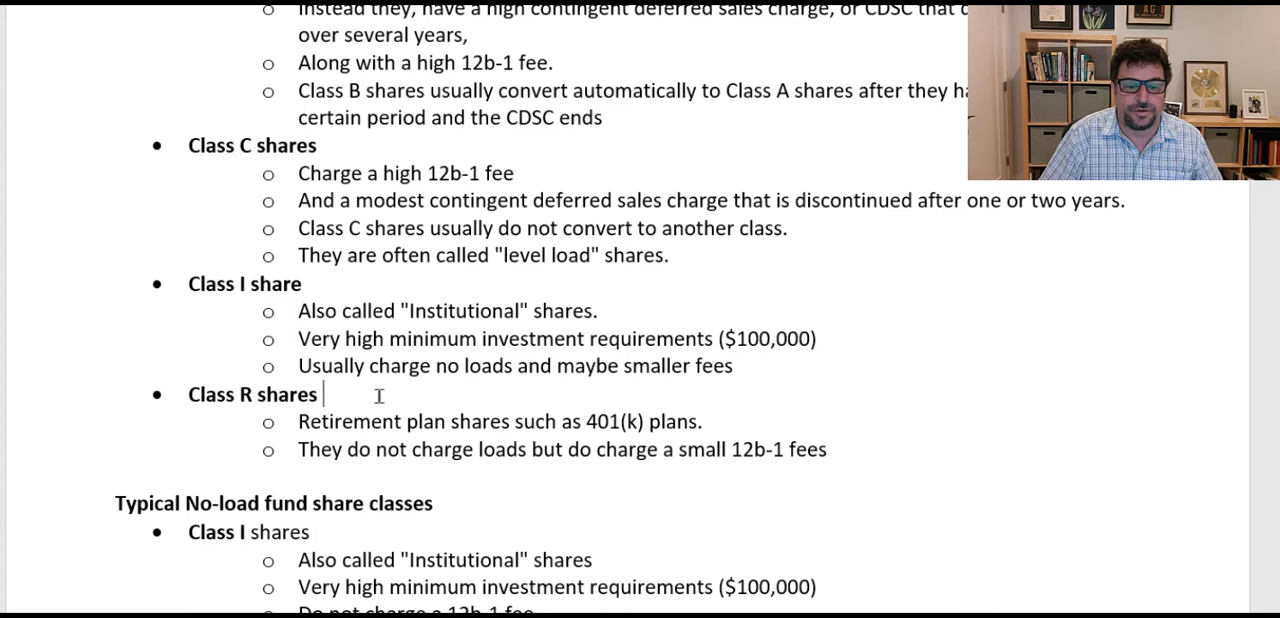 Instead they, have a high contingent deferred sales charge, or CDSC that
over several years,
Along with a high 12b-1 fee.
Class B shares usually convert automatically to Class A shares after they
certain period and the CDSC ends
Class C shares
Charge a high 12b-1 fee
And a modest contingent deferred sales charge that is discontinued after one or two years.
Class C shares usually do not convert to another class.
They are often called "level load" shares.
Class I share
Also called "Institutional" shares.
Very high minimum investment requirements ($100,000)
Usually charge no loads and maybe smaller fees
Class R shares
Retirement plan shares such as 401(k) plans.
They do not charge loads but do charge a small 12b-1 fees
Typical No-load fund share classes
Class I shares
Also called "Institutional" shares
Very high minimum investment requirements ($100,000)
Do not charge a 12b-1 fee